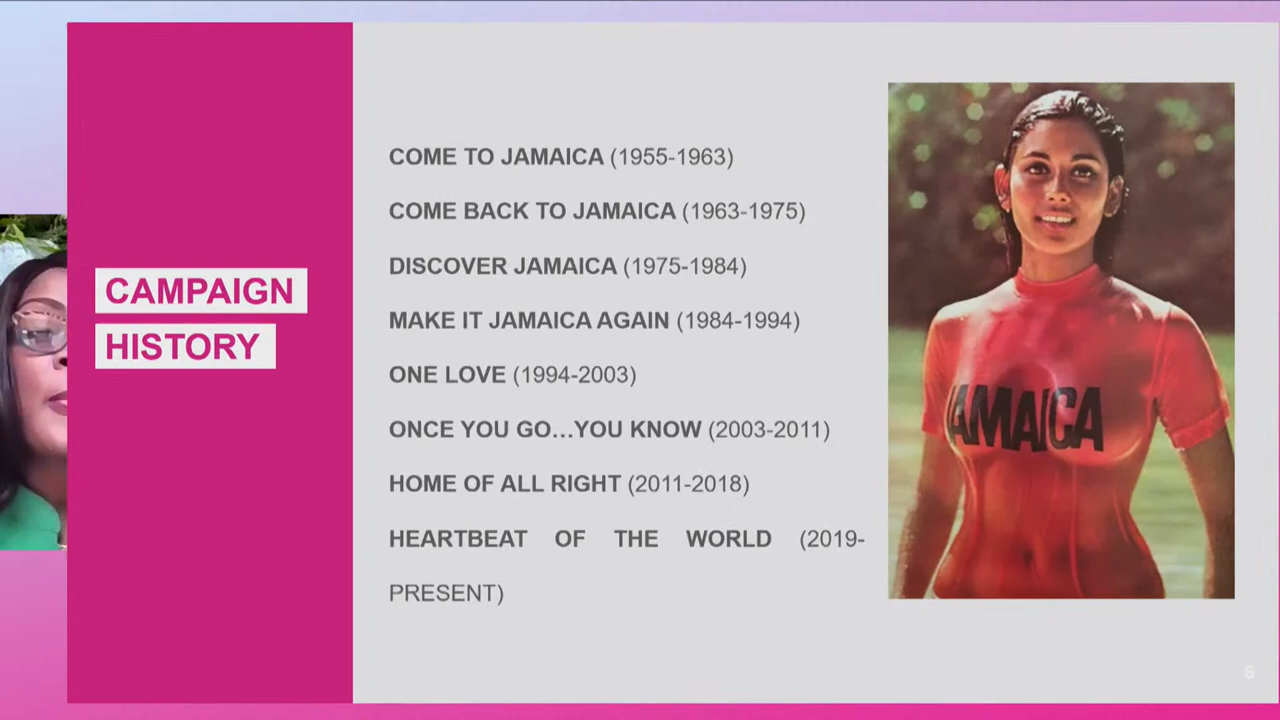 CAMPAIGN
HISTORY
COME TO JAMAICA (1955-1963)
COME BACK TO JAMAICA (1963-1975)
DISCOVER JAMAICA (1975-1984)
MAKE IT JAMAICA AGAIN (1984-1994)
ONE LOVE (1994-2003)
ONCE YOU GO...YOU KNOW (2003-2011)
HOME OF ALL RIGHT (2011-2018)
HEARTBEAT OF THE WORLD (2019-
PRESENT)
JAMAICA
5